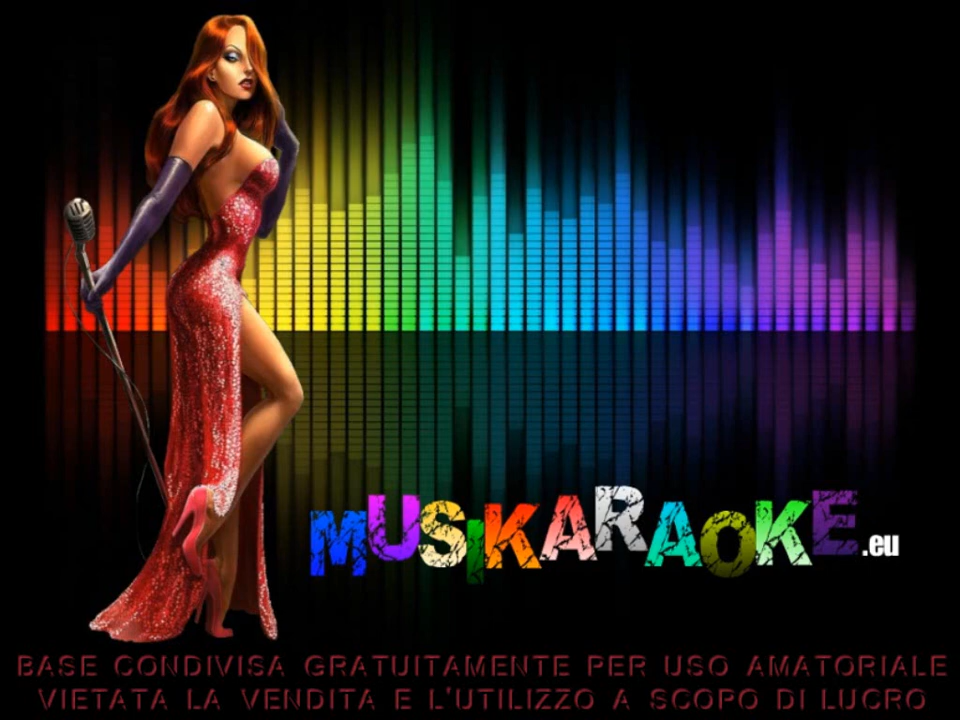 MUSIKARAOKE.eu
BASE CONDIVISA GRATUITAMENTE PER USO AMATORIALE
VIETATA LA VENDITA E L'UTILIZZO A SCOPO DI LUCRO